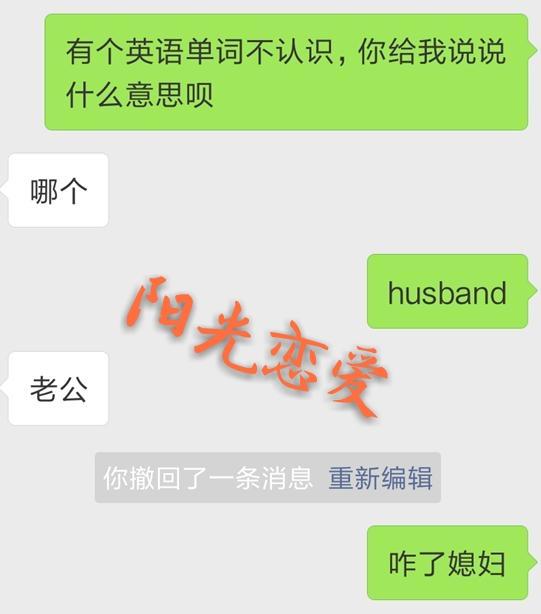 有个英语单词不认识，你给我说说
什么意思呗
哪个
husband
阳光恋爱
老公
你撤回了一条消息 重新编辑
咋了媳妇